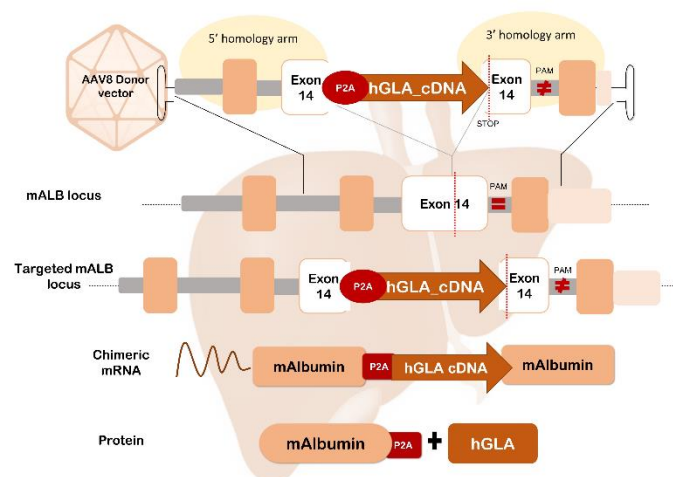 5' homology arm
3' homology arm
AAV8 Donor
vector
Exon
14
P2A
hGLA_cDNA
Exon
14
PAM
≠
STOP
mALB locus
Exon 14
PAM
=
Targeted mALB
locus
Exon
14
P2A
hGLA_cDNA
Exon
14
PAM
≠
Chimeric
mRNA
mAlbumin
P2A
hGLA cDNA
mAlbumin
Protein
mAlbumin
P2A
+
hGLA